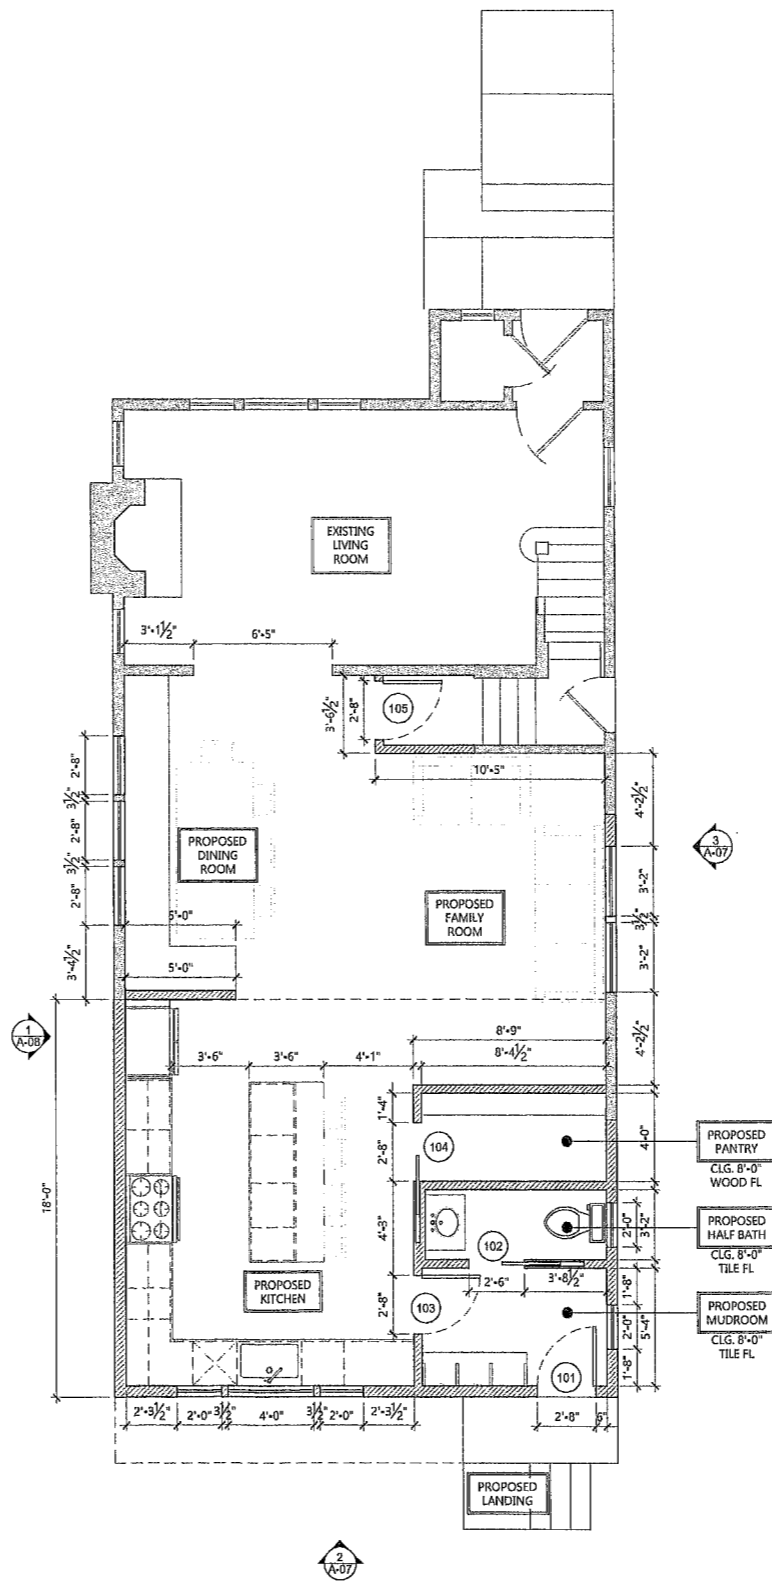 EXISTING
LIVING
ROOM
3'-1½"
6'-5"
3'-6½"
2'-8"
105
10'-5"
2'-8"
3½"
2'-8"
3½"
2'-8"
3'-4½"
PROPOSED
DINING
ROOM
PROPOSED
FAMILY
ROOM
4'-2½"
3'-2"
3½"
3'-2"
4'-2½"
3
A-07
5'-0"
5'-0"
1
A-08
8'-9"
8'-4½"
3'-6"
3'-6"
4'-1"
1'-4"
2'-8"
4'-3"
2'-8"
104
4'-0"
PROPOSED
PANTRY
CLG. 8'-0"
WOOD FL
18'-0"
102
2'-0"
3'-2"
PROPOSED
HALF BATH
CLG. 8'-0"
TILE FL
PROPOSED
KITCHEN
103
2'-6"
3'-8½"
1'-8"
2'-0"
5'-4"
1'-8"
PROPOSED
MUDROOM
CLG. 8'-0"
TILE FL
101
2'-3½"
2'-0"
3½"
4'-0"
3½"
2'-0"
2'-3½"
2'-8"
6"
PROPOSED
LANDING
2
A-07